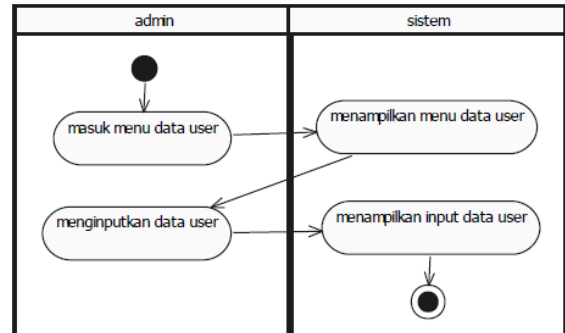 admin
sistem
masuk menu data user
menampilkan menu data user
menginputkan data user
menampilkan input data user